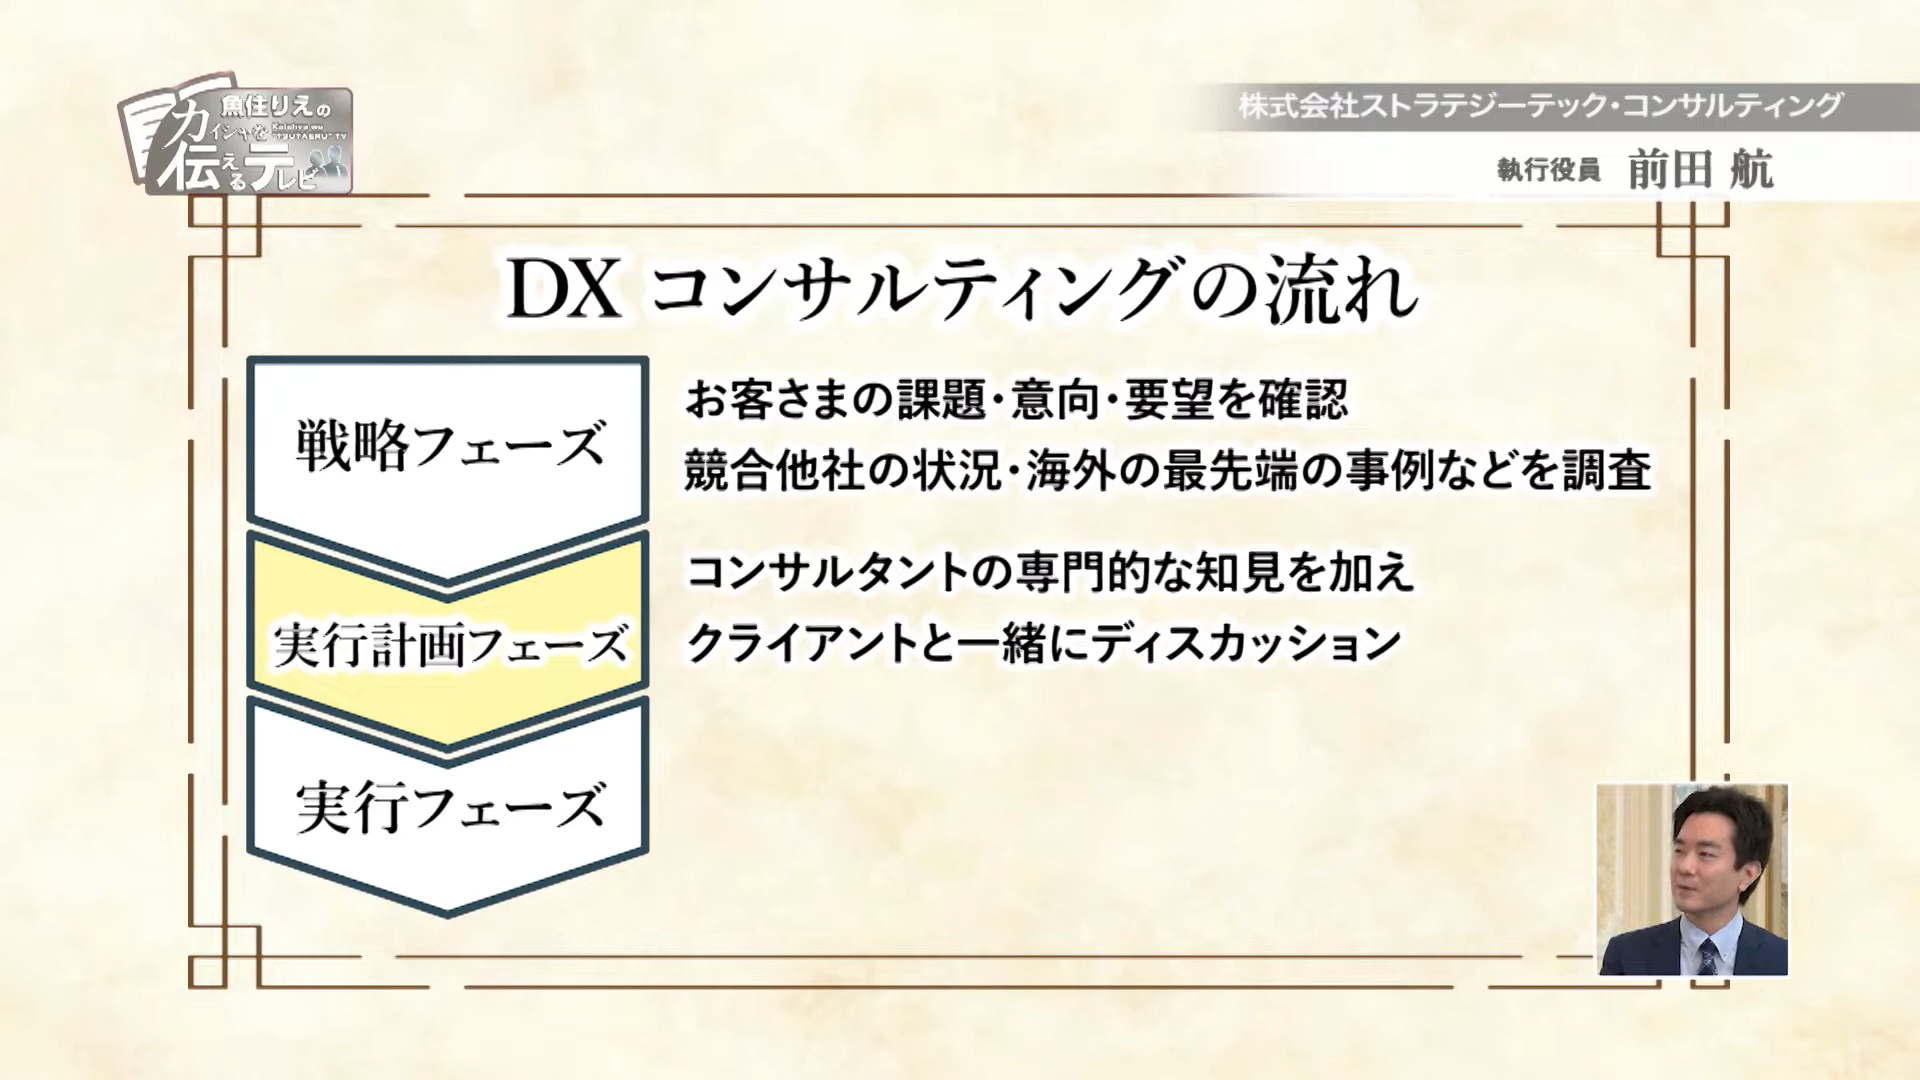 魚住りえの
カイシャを
Kaisha wo
"TSUTAERU" TV
伝えるテレビ
株式会社ストラテジーテック・コンサルティング
執行役員 前田 航
DX コンサルティングの流れ
戦略フェーズ
お客さまの課題・意向・要望を確認
競合他社の状況・海外の最先端の事例などを調査
実行計画フェーズ
コンサルタントの専門的な知見を加え
クライアントと一緒にディスカッション
実行フェーズ